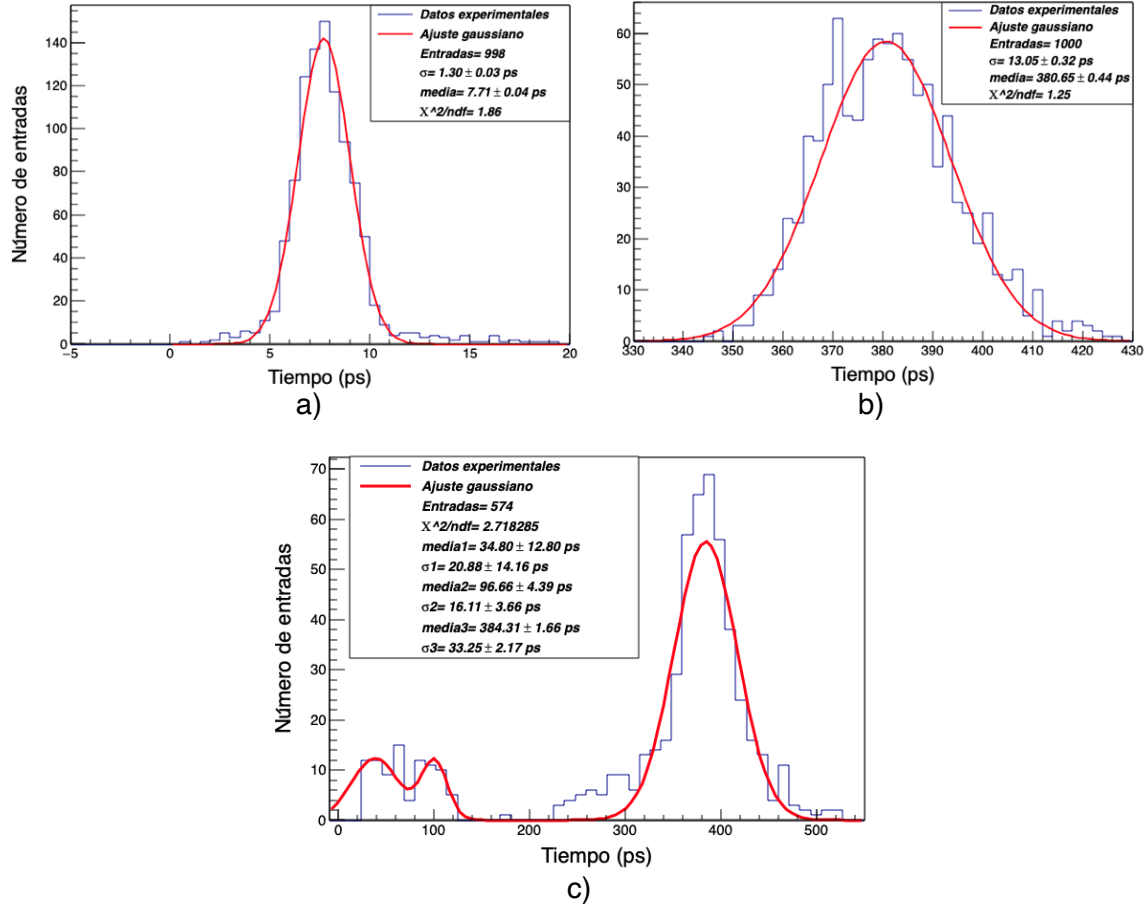 Datos experimentales
Ajuste gaussiano
Entradas= 998
σ= 1.30 ± 0.03 ps
media= 7.71 ± 0.04 ps
Χ^2/ndf= 1.86
140
120
100
80
60
40
20
0
Número de entradas
−5 0 5 10 15 20
Tiempo (ps)
a)
Datos experimentales
Ajuste gaussiano
Entradas= 1000
σ= 13.05 ± 0.32 ps
media= 380.65 ± 0.44 ps
Χ^2/ndf= 1.25
60
50
40
30
20
10
0
330 340 350 360 370 380 390 400 410 420 430
Tiempo (ps)
b)
Datos experimentales
Ajuste gaussiano
Entradas= 574
Χ^2/ndf= 2.718285
media1= 34.80 ± 12.80 ps
σ1= 20.88 ± 14.16 ps
media2= 96.66 ± 4.39 ps
σ2= 16.11 ± 3.66 ps
media3= 384.31 ± 1.66 ps
σ3= 33.25 ± 2.17 ps
70
60
50
40
30
20
10
0
Número de entradas
0 100 200 300 400 500
Tiempo (ps)
c)